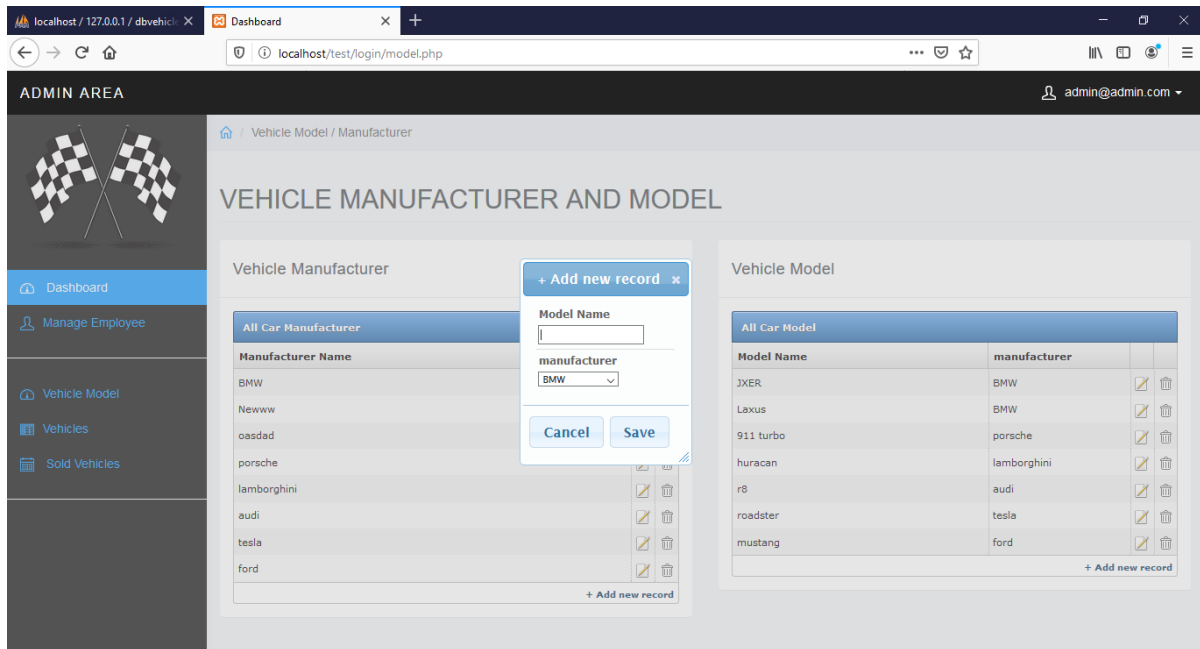 localhost / 127.0.0.1 / dbvehicl
Dashboard
localhost/test/login/model.php
ADMIN AREA
admin@admin.com
/ Vehicle Model / Manufacturer
VEHICLE MANUFACTURER AND MODEL
Dashboard
Manage Employee
Vehicle Model
Vehicles
Sold Vehicles
Vehicle Manufacturer
All Car Manufacturer
Manufacturer Name
BMW
Newww
oasdad
porsche
lamborghini
audi
tesla
ford
+ Add new record
+ Add new record
Model Name
manufacturer
BMW
Cancel Save
Vehicle Model
All Car Model
Model Name manufacturer
JXER BMW
Laxus BMW
911 turbo porsche
huracan lamborghini
r8 audi
roadster tesla
mustang ford
+ Add new record